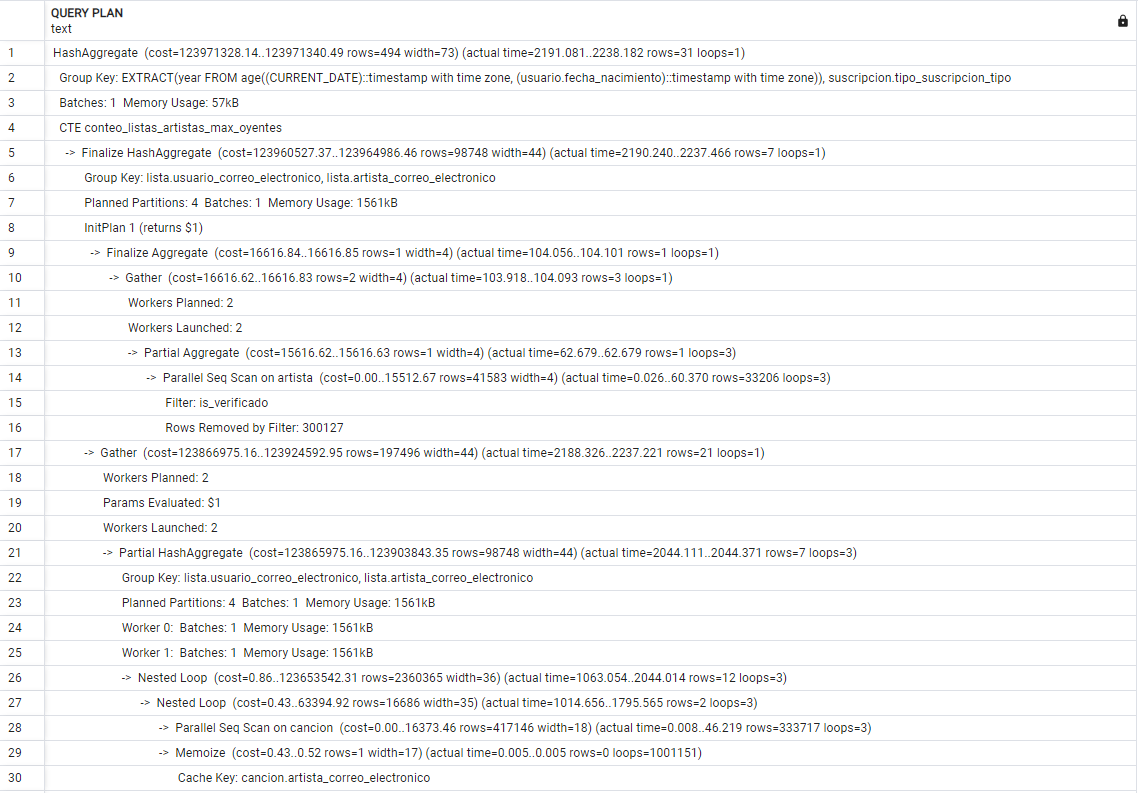 QUERY PLAN
text
1 HashAggregate (cost=123971328.14..123971340.49 rows=494 width=73) (actual time=2191.081..2238.182 rows=31 loops=1)
2 Group Key: EXTRACT(year FROM age((CURRENT_DATE)::timestamp with time zone, (usuario.fecha_nacimiento)::timestamp with time zone)), suscripcion.tipo_suscripcion_tipo
3 Batches: 1 Memory Usage: 57kB
4 CTE conteo_listas_artistas_max_oyentes
5 -> Finalize HashAggregate (cost=123960527.37..123964986.46 rows=98748 width=44) (actual time=2190.240..2237.466 rows=7 loops=1)
6 Group Key: lista.usuario_correo_electronico, lista.artista_correo_electronico
7 Planned Partitions: 4 Batches: 1 Memory Usage: 1561kB
8 InitPlan 1 (returns $1)
9 -> Finalize Aggregate (cost=16616.84..16616.85 rows=1 width=4) (actual time=104.056..104.101 rows=1 loops=1)
10 -> Gather (cost=16616.62..16616.83 rows=2 width=4) (actual time=103.918..104.093 rows=3 loops=1)
11 Workers Planned: 2
12 Workers Launched: 2
13 -> Partial Aggregate (cost=15616.62..15616.63 rows=1 width=4) (actual time=62.679..62.679 rows=1 loops=3)
14 -> Parallel Seq Scan on artista (cost=0.00..15512.67 rows=41583 width=4) (actual time=0.026..60.370 rows=33206 loops=3)
15 Filter: is_verificado
16 Rows Removed by Filter: 300127
17 -> Gather (cost=123866975.16..123924592.95 rows=197496 width=44) (actual time=2188.326..2237.221 rows=21 loops=1)
18 Workers Planned: 2
19 Params Evaluated: $1
20 Workers Launched: 2
21 -> Partial HashAggregate (cost=123865975.16..123903843.35 rows=98748 width=44) (actual time=2044.111..2044.371 rows=7 loops=3)
22 Group Key: lista.usuario_correo_electronico, lista.artista_correo_electronico
23 Planned Partitions: 4 Batches: 1 Memory Usage: 1561kB
24 Worker 0: Batches: 1 Memory Usage: 1561kB
25 Worker 1: Batches: 1 Memory Usage: 1561kB
26 -> Nested Loop (cost=0.86..123653542.31 rows=2360365 width=36) (actual time=1063.054..2044.014 rows=12 loops=3)
27 -> Nested Loop (cost=0.43..63394.92 rows=16686 width=35) (actual time=1014.656..1795.565 rows=2 loops=3)
28 -> Parallel Seq Scan on cancion (cost=0.00..16373.46 rows=417146 width=18) (actual time=0.008..46.219 rows=333717 loops=3)
29 -> Memoize (cost=0.43..0.52 rows=1 width=17) (actual time=0.005..0.005 rows=0 loops=1001151)
30 Cache Key: cancion.artista_correo_electronico